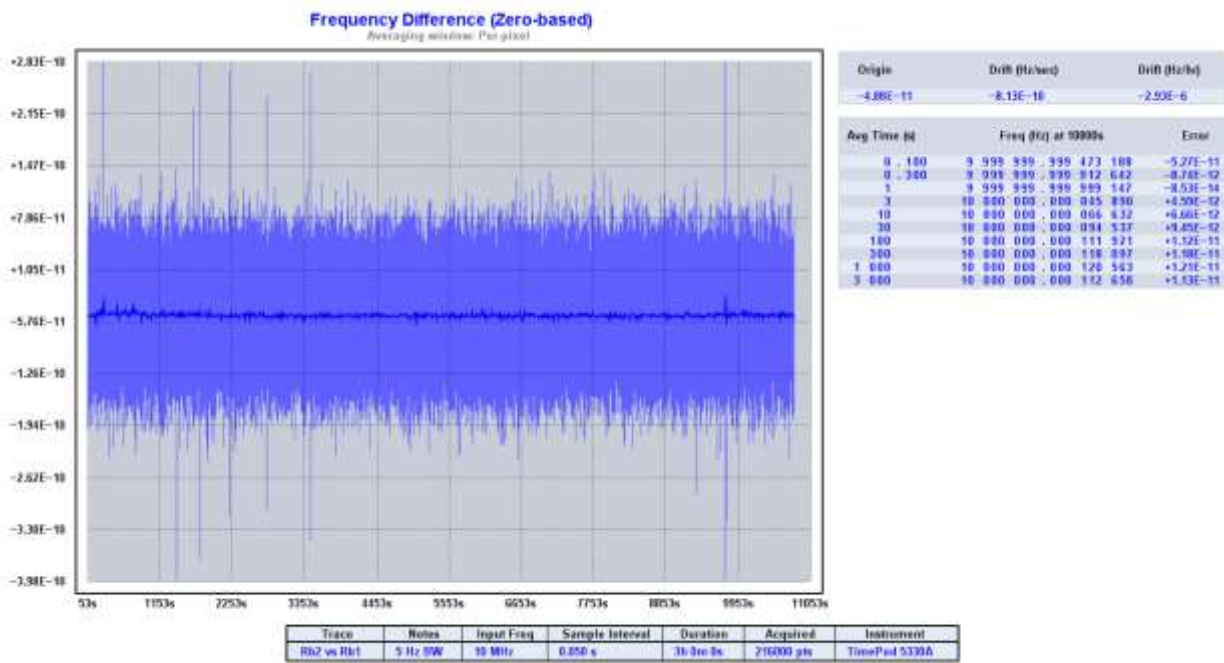 Frequency Difference (Zero-based)
Averaging window: Per-pixel
+2.83E-10
+2.15E-10
+1.47E-10
+7.86E-11
+1.05E-11
-5.76E-11
-1.26E-10
-1.94E-10
-2.62E-10
-3.30E-10
-3.98E-10
53s 1153s 2253s 3353s 4453s 5553s 6653s 7753s 8853s 9953s 11053s
Origin Drift (Hz/sec) Drift (Hz/hr)
-4.88E-11 -8.13E-10 -2.93E-6
Avg Time (s) Freq (Hz) at 10000s Error
0 . 100 9 999 999 . 999 473 188 -5.27E-11
0 . 300 9 999 999 . 999 912 642 -8.74E-12
1 9 999 999 . 999 999 147 -8.53E-14
3 10 000 000 . 000 045 890 +4.59E-12
10 10 000 000 . 000 066 632 +6.66E-12
30 10 000 000 . 000 094 537 +9.45E-12
100 10 000 000 . 000 111 921 +1.12E-11
300 10 000 000 . 000 118 097 +1.18E-11
1 000 10 000 000 . 000 120 563 +1.21E-11
3 000 10 000 000 . 000 112 650 +1.13E-11
Trace Notes Input Freq Sample Interval Duration Acquired Instrument
Rb2 vs Rb1 5 Hz BW 10 MHz 0.050 s 3h 0m 0s 216000 pts TimePod 5330A